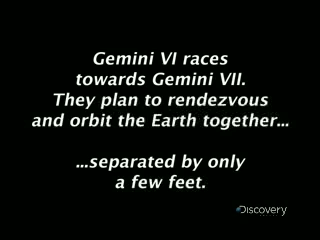 Gemini VI races
towards Gemini VII.
They plan to rendezvous
and orbit the Earth together...
...separated by only
a few feet.
Discovery